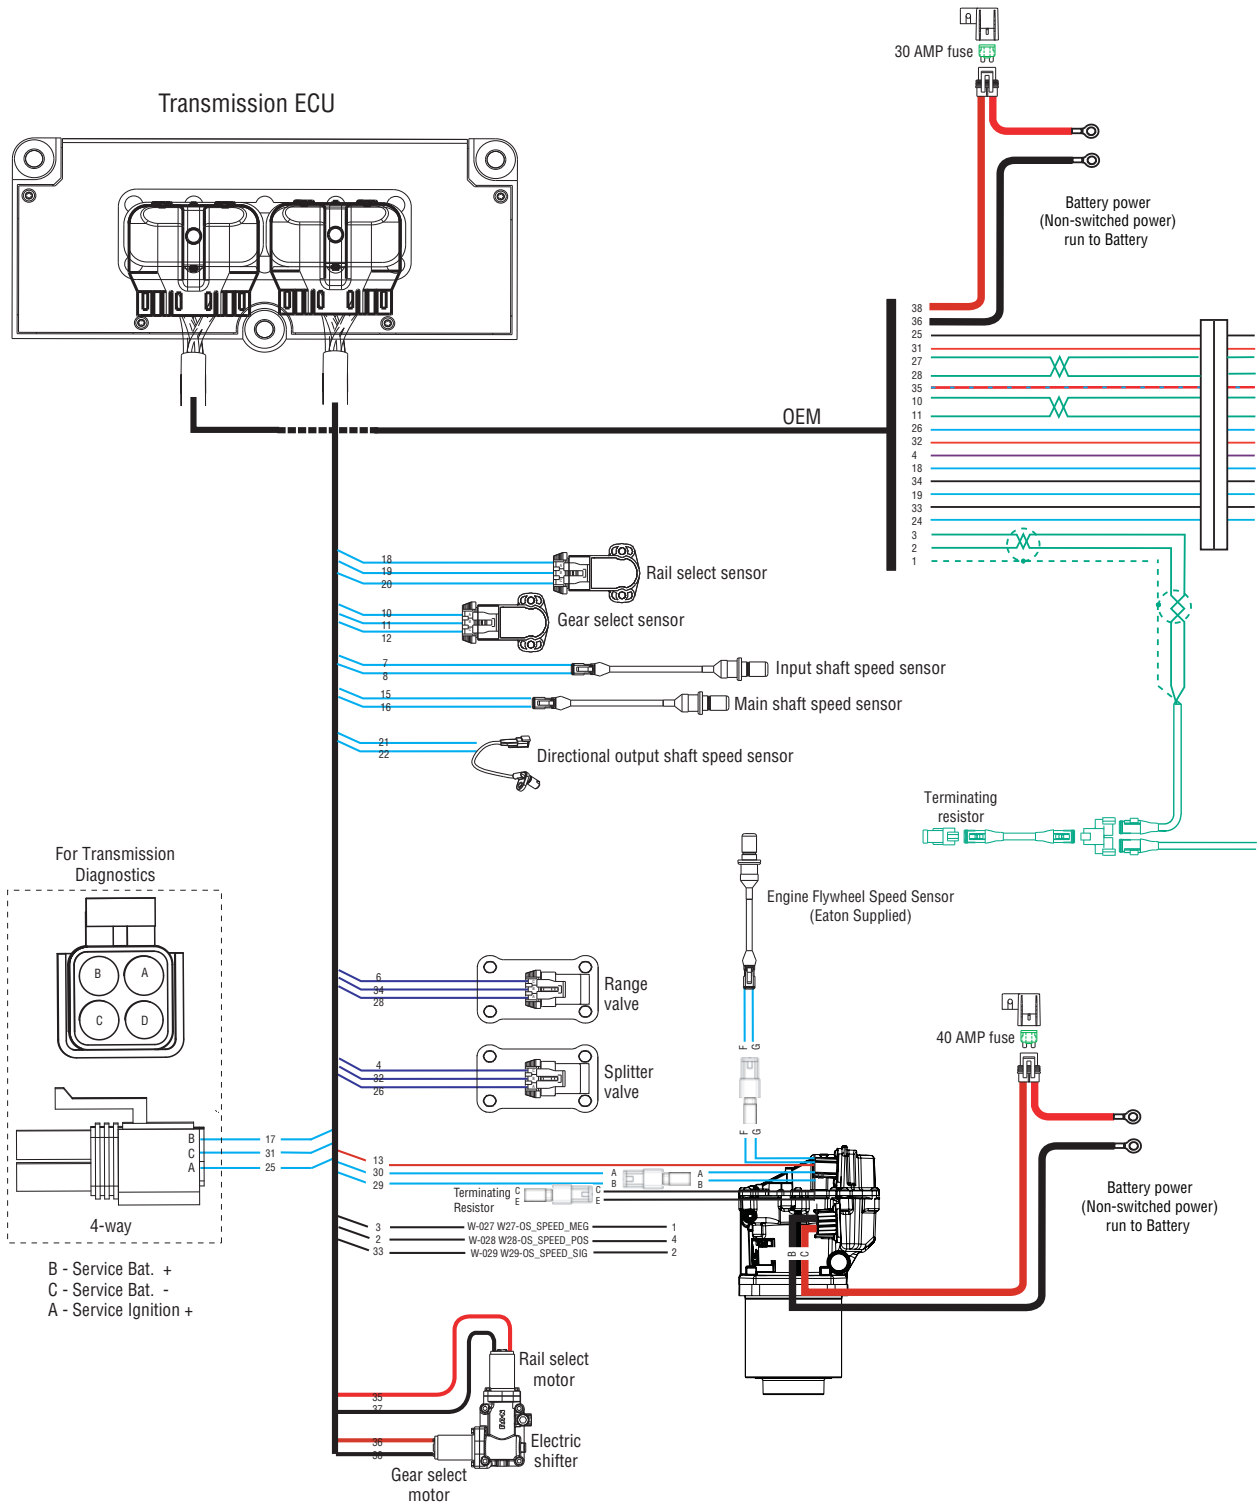 30 AMP fuse
Transmission ECU
Battery power
(Non-switched power)
run to Battery
38
36
25
31
27
28
35
10
11
26
32
4
18
34
19
33
24
3
2
1
OEM
18
19
20
Rail select sensor
10
11
12
Gear select sensor
7
8
Input shaft speed sensor
15
16
Main shaft speed sensor
21
22
Directional output shaft speed sensor
Terminating
resistor
For Transmission
Diagnostics
B
A
C
D
Engine Flywheel Speed Sensor
(Eaton Supplied)
6
34
28
Range
valve
F
G
40 AMP fuse
4
32
26
Splitter
valve
F
G
B
C
A
17
31
25
4-way
13
30
29
A
B
A
B
Terminating
Resistor
C
E
C
E
Battery power
(Non-switched power)
run to Battery
3 W-027 W27-OS_SPEED_MEG 1
2 W-028 W28-OS_SPEED_POS 4
33 W-029 W29-OS_SPEED_SIG 2
B
C
B - Service Bat. +
C - Service Bat. -
A - Service Ignition +
Rail select
motor
35
37
36
38
Electric
shifter
Gear select
motor